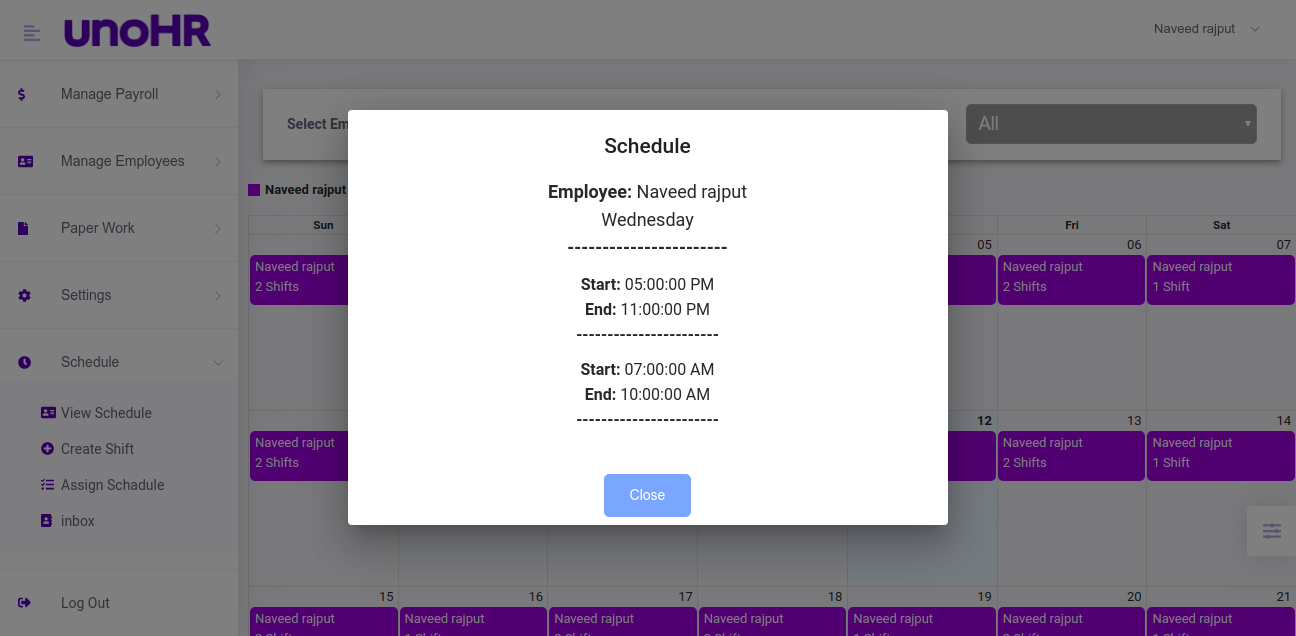 unoHR
Naveed rajput
Manage Payroll
Manage Employees
Paper Work
Settings
Schedule
View Schedule
Create Shift
Assign Schadule
inbox
Log Out
Select Em
All
Naveed rajput
Schedule
Employee: Naveed rajput
Wednesday
-----------------------
Start: 05:00:00 PM
End: 11:00:00 PM
-----------------------
Start: 07:00:00 AM
End: 10:00:00 AM
-----------------------
Close
Sun Fri Sat
05 06 07
Naveed rajput Naveed rajput Naveed rajput
2 Shifts 2 Shifts 1 Shift
12 13 14
Naveed rajput Naveed rajput Naveed rajput
2 Shifts 2 Shifts 1 Shift
15 16 17 18 19 20 21
Naveed rajput Naveed rajput Naveed rajput Naveed rajput Naveed rajput Naveed rajput Naveed rajput